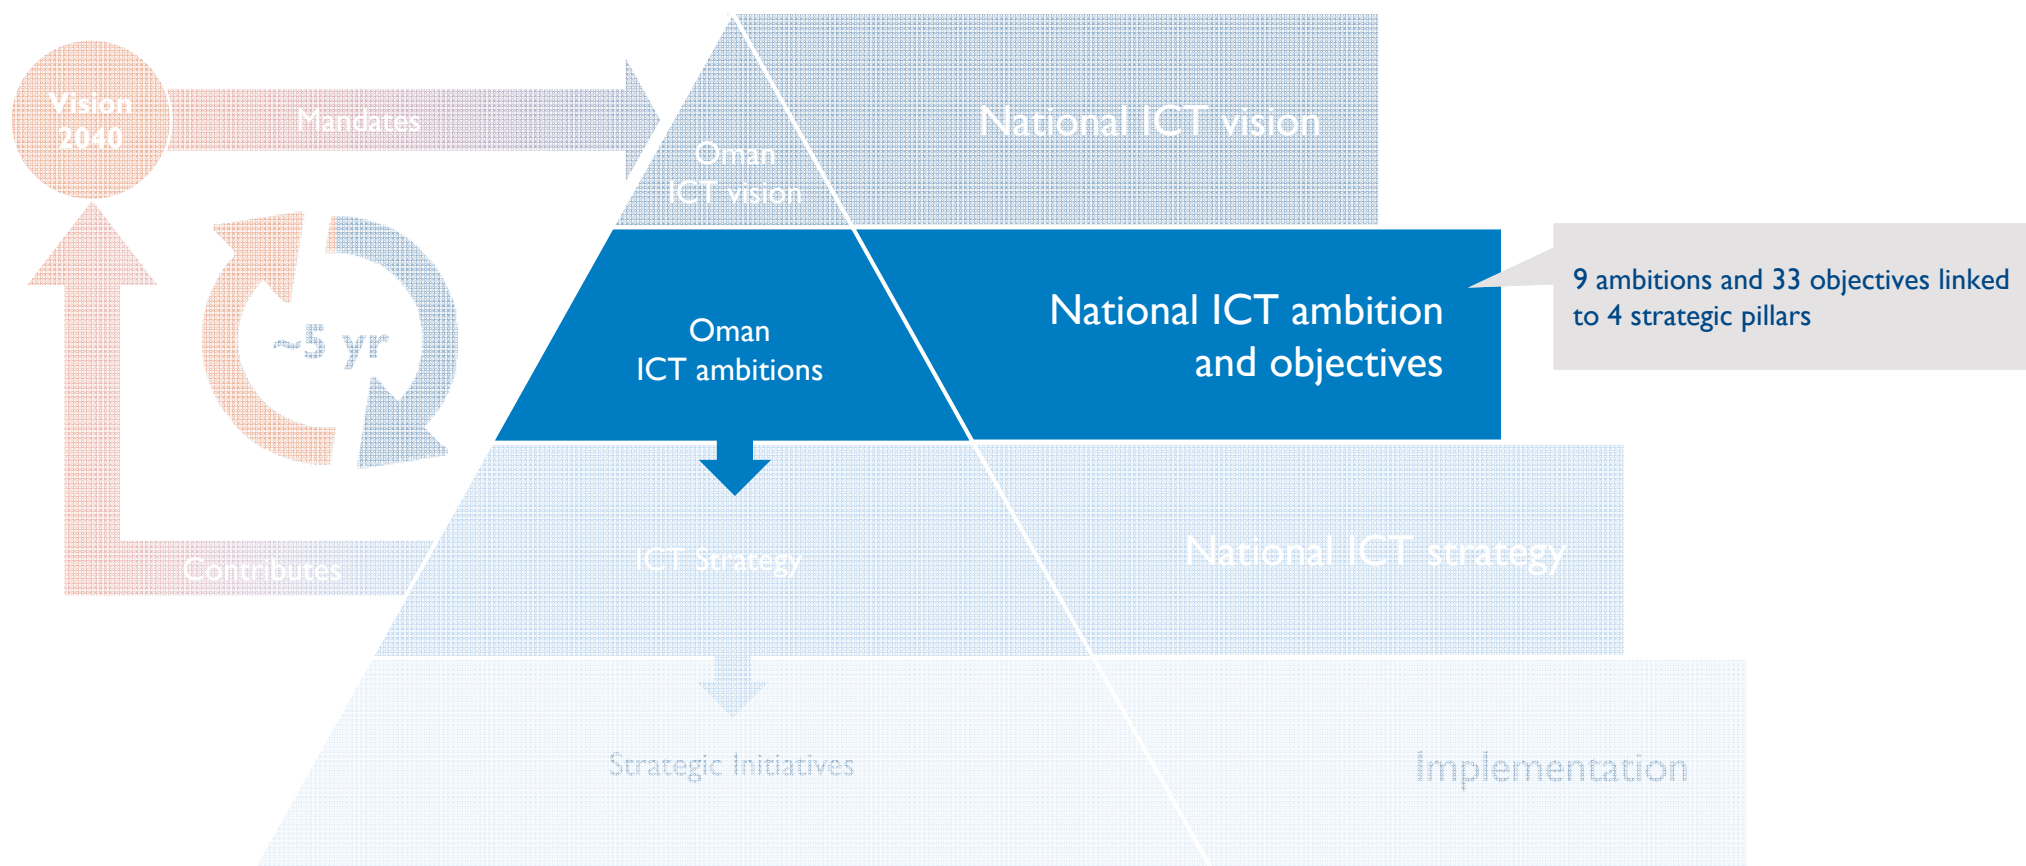 Vision
2040
Mandates
Oman
ICT vision
National ICT vision
~5 yr
Oman
ICT ambitions
National ICT ambition
and objectives
9 ambitions and 33 objectives linked
to 4 strategic pillars
Contributes
ICT Strategy
National ICT strategy
Strategic Initiatives
Implementation